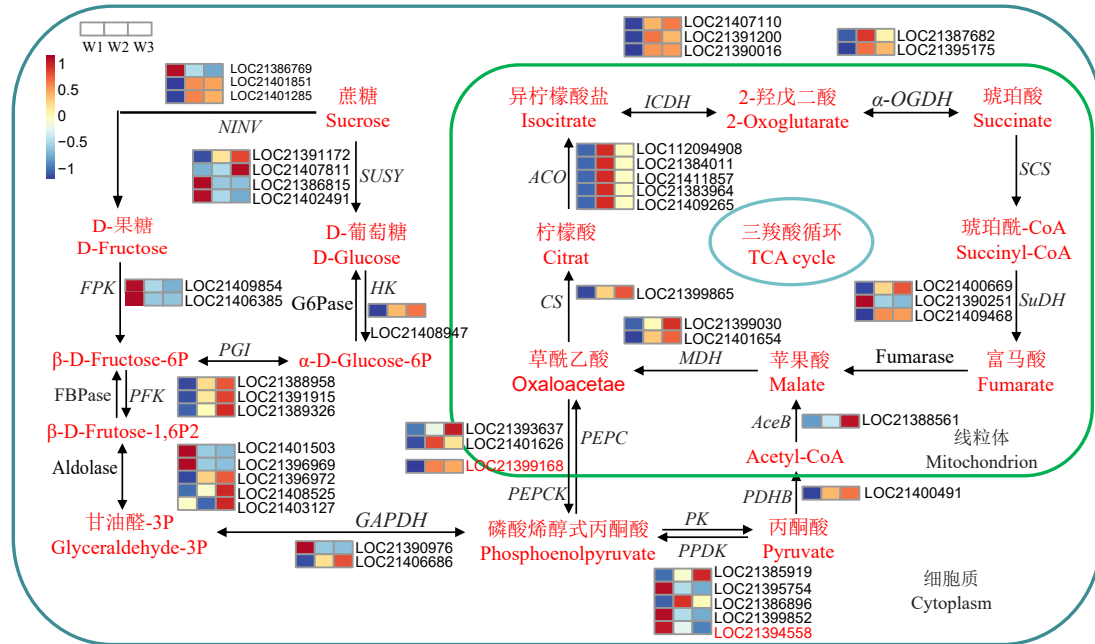 W1 W2 W3
1
0.5
0
−0.5
−1
LOC21386769
LOC21401851
LOC21401285
NINV
蔗糖
Sucrose
LOC21391172
LOC21407811
LOC21386815
LOC21402491
SUSY
D-果糖
D-Fructose
D-葡萄糖
D-Glucose
FPK
LOC21409854
LOC21406385
G6Pase
HK
LOC21408947
β-D-Fructose-6P
PGI
α-D-Glucose-6P
FBPase
PFK
LOC21388958
LOC21391915
LOC21389326
β-D-Frutose-1,6P2
Aldolase
LOC21401503
LOC21396969
LOC21396972
LOC21408525
LOC21403127
甘油醛-3P
Glyceraldehyde-3P
GAPDH
LOC21390976
LOC21406686
LOC21407110
LOC21391200
LOC21390016
LOC21387682
LOC21395175
异柠檬酸盐
Isocitrate
ICDH
2-羟戊二酸
2-Oxoglutarate
α-OGDH
琥珀酸
Succinate
ACO
LOC112094908
LOC21384011
LOC21411857
LOC21383964
LOC21409265
SCS
柠檬酸
Citrat
三羧酸循环
TCA cycle
琥珀酰-CoA
Succinyl-CoA
CS
LOC21399865
LOC21400669
LOC21390251
LOC21409468
SuDH
LOC21399030
LOC21401654
草酰乙酸
Oxaloacetae
MDH
苹果酸
Malate
Fumarase
富马酸
Fumarate
LOC21393637
LOC21401626
LOC21399168
PEPC
PEPCK
AceB
LOC21388561
Acetyl-CoA
线粒体
Mitochondrion
PDHB
LOC21400491
磷酸烯醇式丙酮酸
Phosphoenolpyruvate
PK
PPDK
丙酮酸
Pyruvate
LOC21385919
LOC21395754
LOC21386896
LOC21399852
LOC21394558
细胞质
Cytoplasm